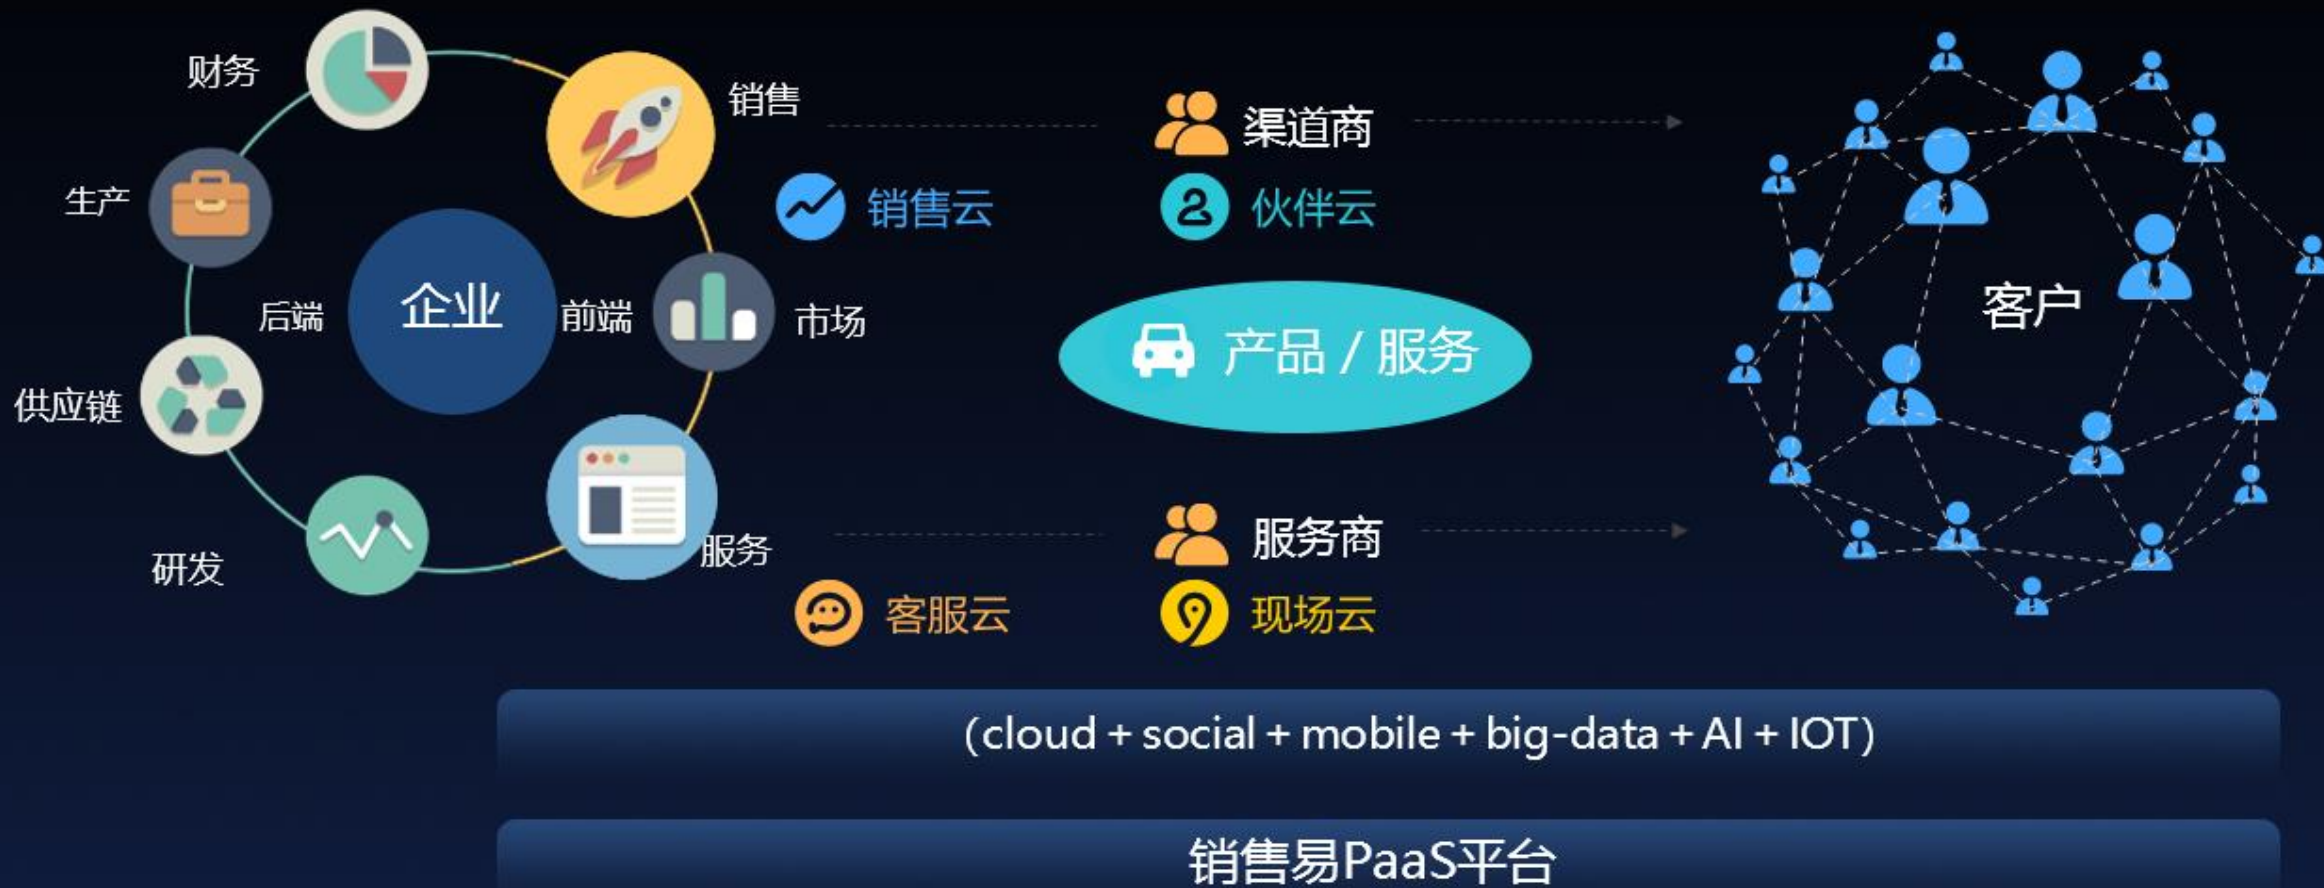 财务
销售
渠道商
生产
销售云
伙伴云
后端
企业
前端
市场
产品 / 服务
客户
供应链
研发
服务
服务商
客服云
现场云
（cloud + social + mobile + big-data + AI + IOT）
销售易PaaS平台